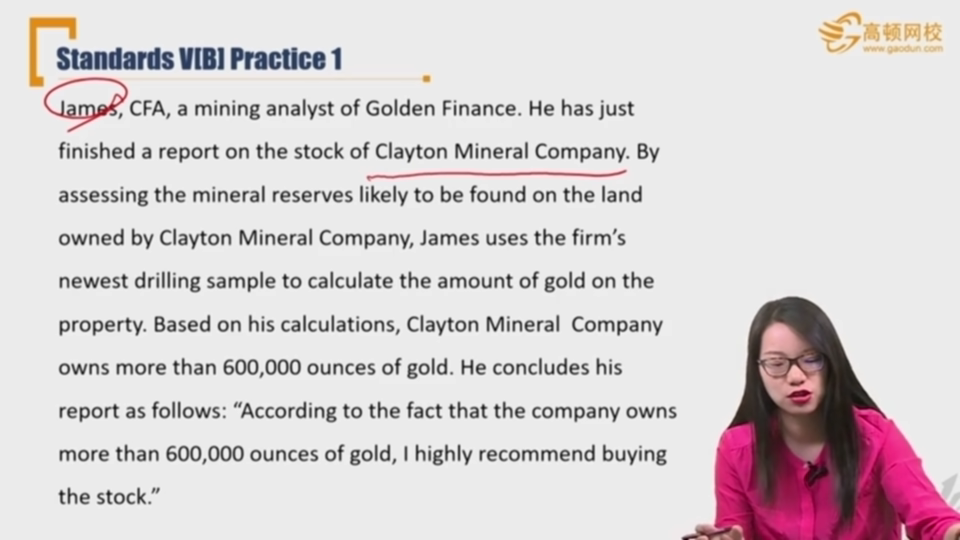 高顿网校
www.gaodun.com
Standards V[B] Practice 1
James, CFA, a mining analyst of Golden Finance. He has just
finished a report on the stock of Clayton Mineral Company. By
assessing the mineral reserves likely to be found on the land
owned by Clayton Mineral Company, James uses the firm’s
newest drilling sample to calculate the amount of gold on the
property. Based on his calculations, Clayton Mineral Company
owns more than 600,000 ounces of gold. He concludes his
report as follows: “According to the fact that the company owns
more than 600,000 ounces of gold, I highly recommend buying
the stock.”